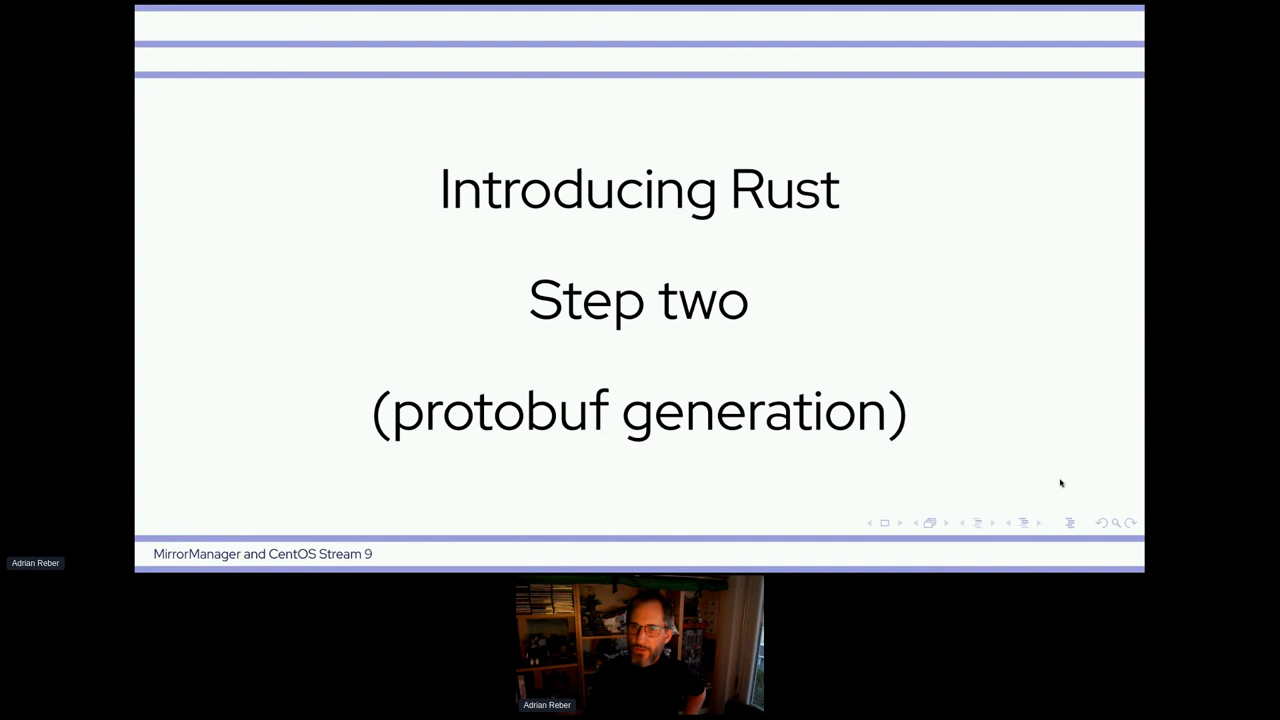 Introducing Rust
Step two
(protobuf generation)
MirrorManager and CentOS Stream 9
Adrian Reber
Adrian Reber